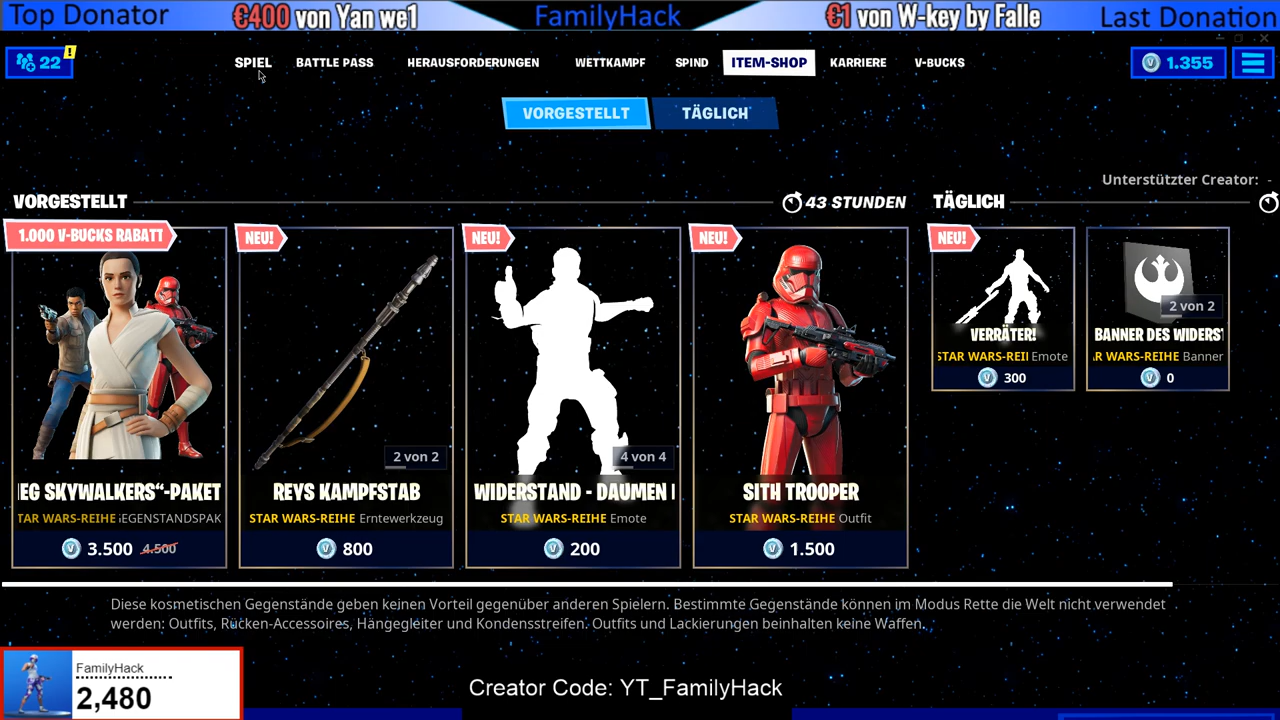 Top Donator
€400 von Yan we1
FamilyHack
€1 von W-key by Falle
Last Donation
22
!
SPIEL
BATTLE PASS
HERAUSFORDERUNGEN
WETTKAMPF
SPIND
ITEM-SHOP
KARRIERE
V-BUCKS
V 1.355
VORGESTELLT
TÄGLICH
Unterstützter Creator: -
VORGESTELLT
43 STUNDEN
TÄGLICH
1.000 V-BUCKS RABATT
EG SKYWALKERS“-PAKET
TAR WARS-REIHE EGENSTANDSPAK
V 3.500 4.500
NEU!
2 von 2
REYS KAMPFSTAB
STAR WARS-REIHE Erntewerkzeug
V 800
NEU!
4 von 4
WIDERSTAND - DAUMEN
STAR WARS-REIHE Emote
V 200
NEU!
SITH TROOPER
STAR WARS-REIHE Outfit
V 1.500
NEU!
VERRÄTER!
STAR WARS-REI Emote
V 300
2 von 2
BANNER DES WIDERST
R WARS-REIHE Banner
V 0
Diese kosmetischen Gegenstände geben keinen Vorteil gegenüber anderen Spielern. Bestimmte Gegenstände können im Modus Rette die Welt nicht verwendet
werden: Outfits, Rücken-Accessoires, Hängegleiter und Kondensstreifen. Outfits und Lackierungen beinhalten keine Waffen.
FamilyHack
2,480
Creator Code: YT_FamilyHack